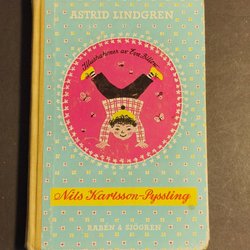 ASTRID LINDGREN
Illustrationer av Eva Billow
Nils Karlsson-Pyssling
RABÉN & SJÖGREN